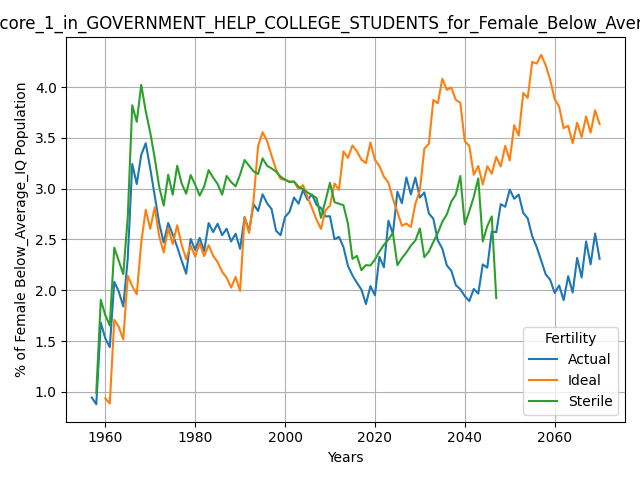 core_1_in_GOVERNMENT_HELP_COLLEGE_STUDENTS_for_Female_Below_Aver
% of Female Below_Average_IQ Population
4.0
3.5
3.0
2.5
2.0
1.5
1.0
1960 1980 2000 2020 2040 2060
Years
Fertility
Actual
Ideal
Sterile